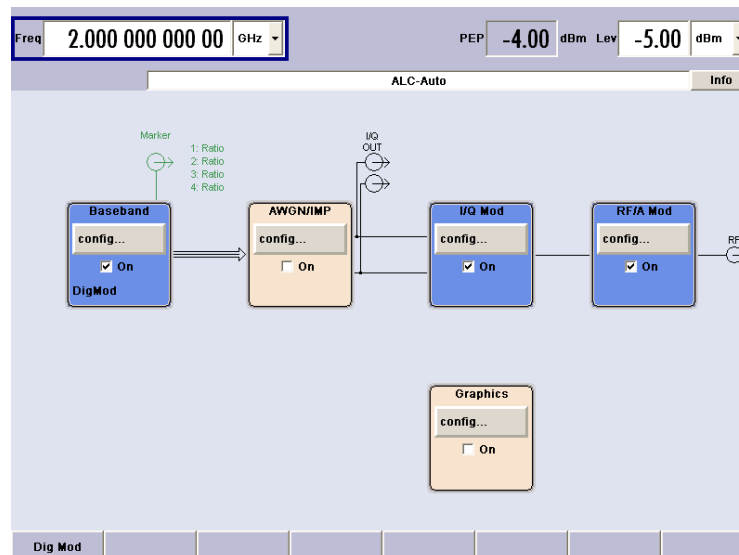 Freq 2.000 000 000 00 GHz PEP -4.00 dBm Lev -5.00 dBm
ALC-Auto Info
Marker
1: Ratio
2: Ratio
3: Ratio
4: Ratio
I/Q
OUT
Baseband
config...
On
DigMod
AWGN/IMP
config...
On
I/Q Mod
config...
On
RF/A Mod
config...
On
RF
Graphics
config...
On
Dig Mod